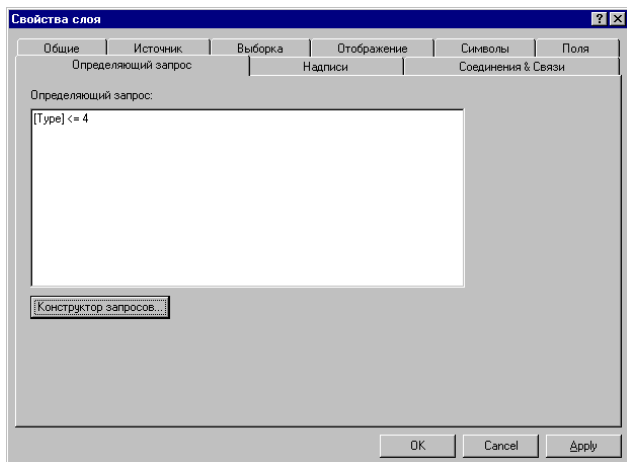 Свойства слоя
Общие Источник Выборка Отображение Символы Поля
Определяющий запрос Надписи Соединения & Связи
Определяющий запрос:
[Type] <= 4
Конструктор запросов...
OK Cancel Apply